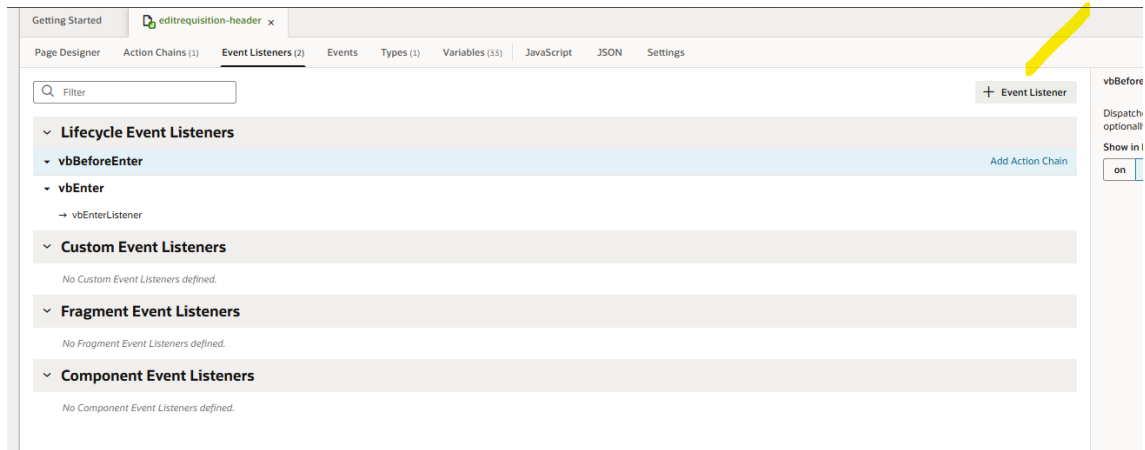 Getting Started editrequisition-header x
Page Designer Action Chains (1) Event Listeners (2) Events Types (1) Variables (33) JavaScript JSON Settings
Filter + Event Listener
Lifecycle Event Listeners
vbBeforeEnter Add Action Chain
vbEnter
→ vbEnterListener
Custom Event Listeners
No Custom Event Listeners defined.
Fragment Event Listeners
No Fragment Event Listeners defined.
Component Event Listeners
No Component Event Listeners defined.
vbBefore
Dispatche
optionall
Show in
on